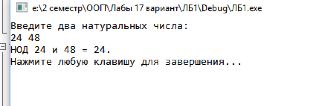 e:\2 семестр\ООП\Лабы 17 вариант\ЛБ1\Debug\ЛБ1.exe
Введите два натуральных числа:
24 48
НОД 24 и 48 = 24.
Нажмите любую клавишу для завершения...